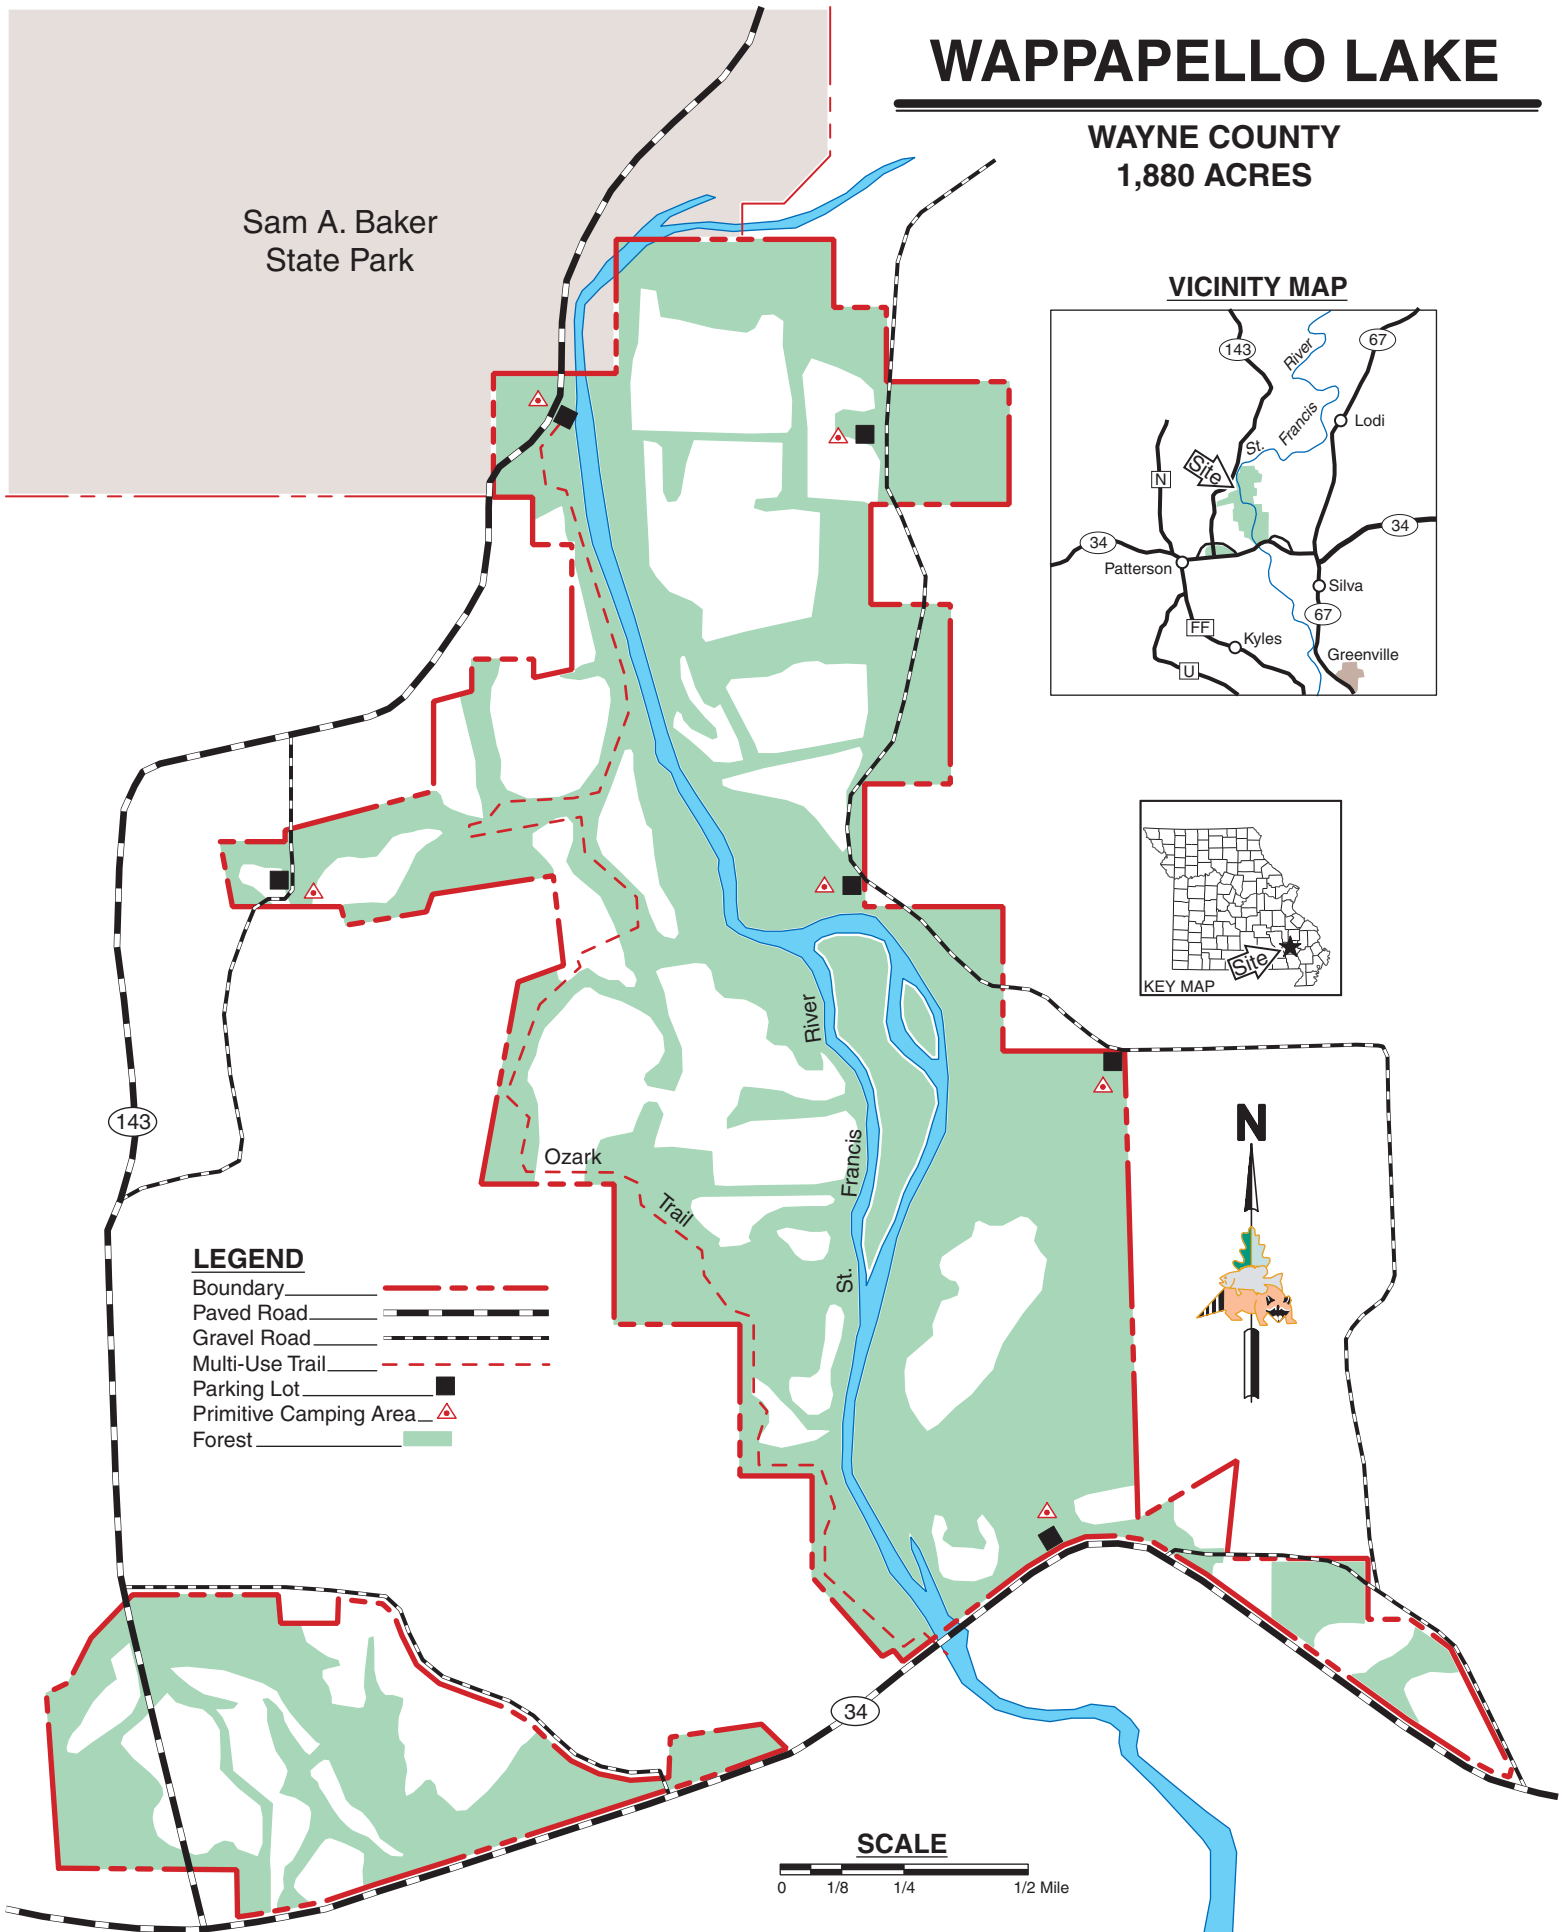 WAPPAPELLO LAKE
WAYNE COUNTY
1,880 ACRES
Sam A. Baker
State Park
VICINITY MAP
143
River
67
Francis
Lodi
St.
Site
N
34
34
Patterson
Silva
67
FF
Kyles
Greenville
U
Site
KEY MAP
River
143
N
Francis
Ozark
Trail
St.
LEGEND
Boundary
Paved Road
Gravel Road
Multi-Use Trail
Parking Lot
Primitive Camping Area
Forest
34
SCALE
0 1/8 1/4 1/2 Mile